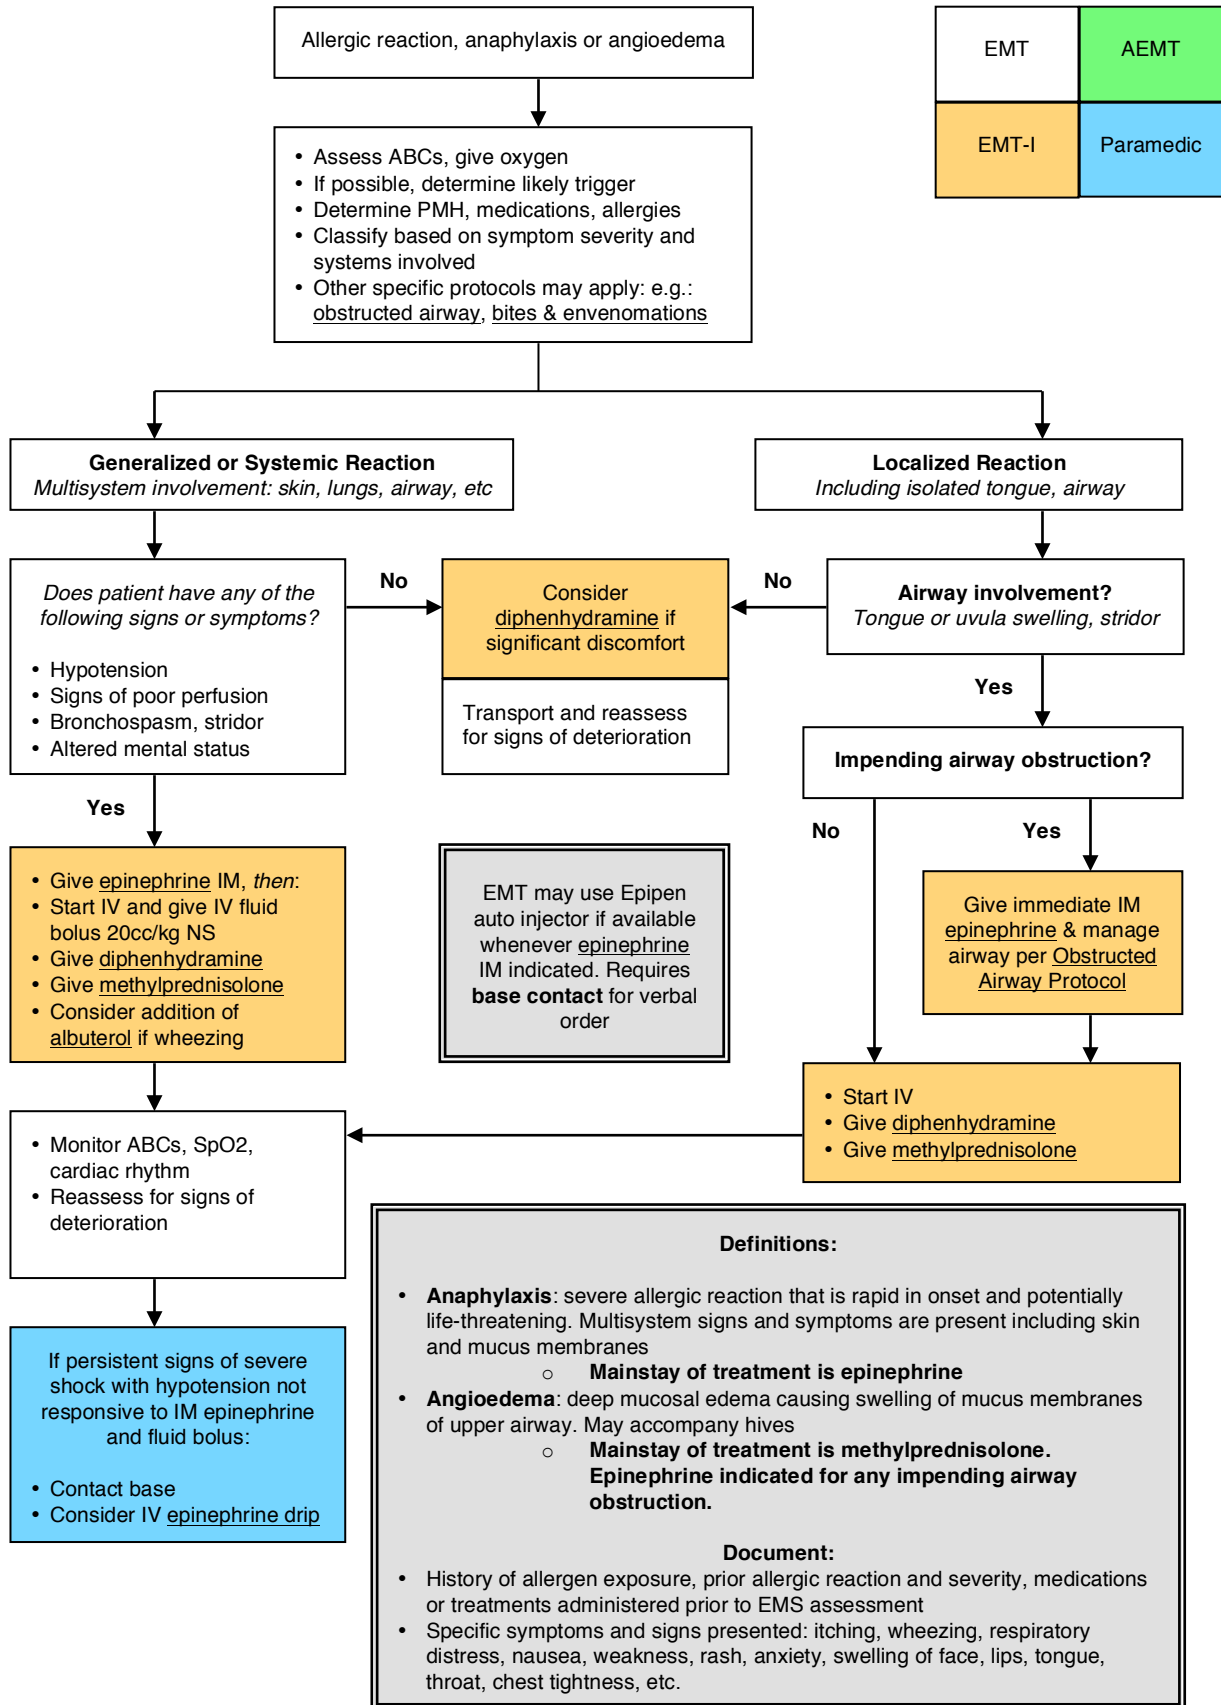 Allergic reaction, anaphylaxis or angioedema
EMT
AEMT
EMT-I
Paramedic
• Assess ABCs, give oxygen
• If possible, determine likely trigger
• Determine PMH, medications, allergies
• Classify based on symptom severity and
systems involved
• Other specific protocols may apply: e.g.:
obstructed airway, bites & envenomations
Generalized or Systemic Reaction
Multisystem involvement: skin, lungs, airway, etc
Localized Reaction
Including isolated tongue, airway
Does patient have any of the
following signs or symptoms?
• Hypotension
• Signs of poor perfusion
• Bronchospasm, stridor
• Altered mental status
No
Consider
diphenhydramine if
significant discomfort
Transport and reassess
for signs of deterioration
No
Airway involvement?
Tongue or uvula swelling, stridor
Yes
Impending airway obstruction?
Yes
No
Yes
• Give epinephrine IM, then:
• Start IV and give IV fluid
bolus 20cc/kg NS
• Give diphenhydramine
• Give methylprednisolone
• Consider addition of
albuterol if wheezing
EMT may use Epipen
auto injector if available
whenever epinephrine
IM indicated. Requires
base contact for verbal
order
Give immediate IM
epinephrine & manage
airway per Obstructed
Airway Protocol
• Start IV
• Give diphenhydramine
• Give methylprednisolone
• Monitor ABCs, SpO2,
cardiac rhythm
• Reassess for signs of
deterioration
If persistent signs of severe
shock with hypotension not
responsive to IM epinephrine
and fluid bolus:
• Contact base
• Consider IV epinephrine drip
Definitions:
• Anaphylaxis: severe allergic reaction that is rapid in onset and potentially
life-threatening. Multisystem signs and symptoms are present including skin
and mucus membranes
o Mainstay of treatment is epinephrine
• Angioedema: deep mucosal edema causing swelling of mucus membranes
of upper airway. May accompany hives
o Mainstay of treatment is methylprednisolone.
Epinephrine indicated for any impending airway
obstruction.
Document:
• History of allergen exposure, prior allergic reaction and severity, medications
or treatments administered prior to EMS assessment
• Specific symptoms and signs presented: itching, wheezing, respiratory
distress, nausea, weakness, rash, anxiety, swelling of face, lips, tongue,
throat, chest tightness, etc.